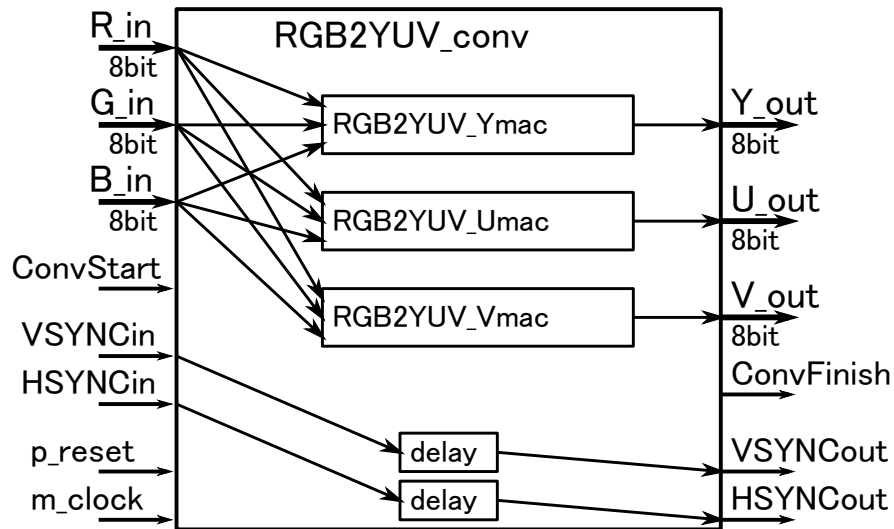 R_in
8bit
G_in
8bit
B_in
8bit
ConvStart
VSYNCin
HSYNCin
p_reset
m_clock
RGB2YUV_conv
RGB2YUV_Ymac
RGB2YUV_Umac
RGB2YUV_Vmac
delay
delay
Y_out
8bit
U_out
8bit
V_out
8bit
ConvFinish
VSYNCout
HSYNCout